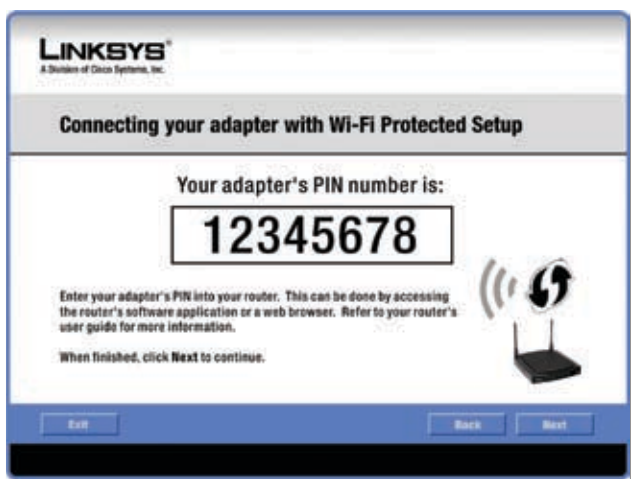 LINKSYS®
A Division of Cisco Systems, Inc.
Connecting your adapter with Wi-Fi Protected Setup
Your adapter's PIN number is:
12345678
Enter your adapter's PIN into your router. This can be done by accessing
the router's software application or a web browser. Refer to your router's
user guide for more information.
When finished, click Next to continue.
Exit
Back
Next